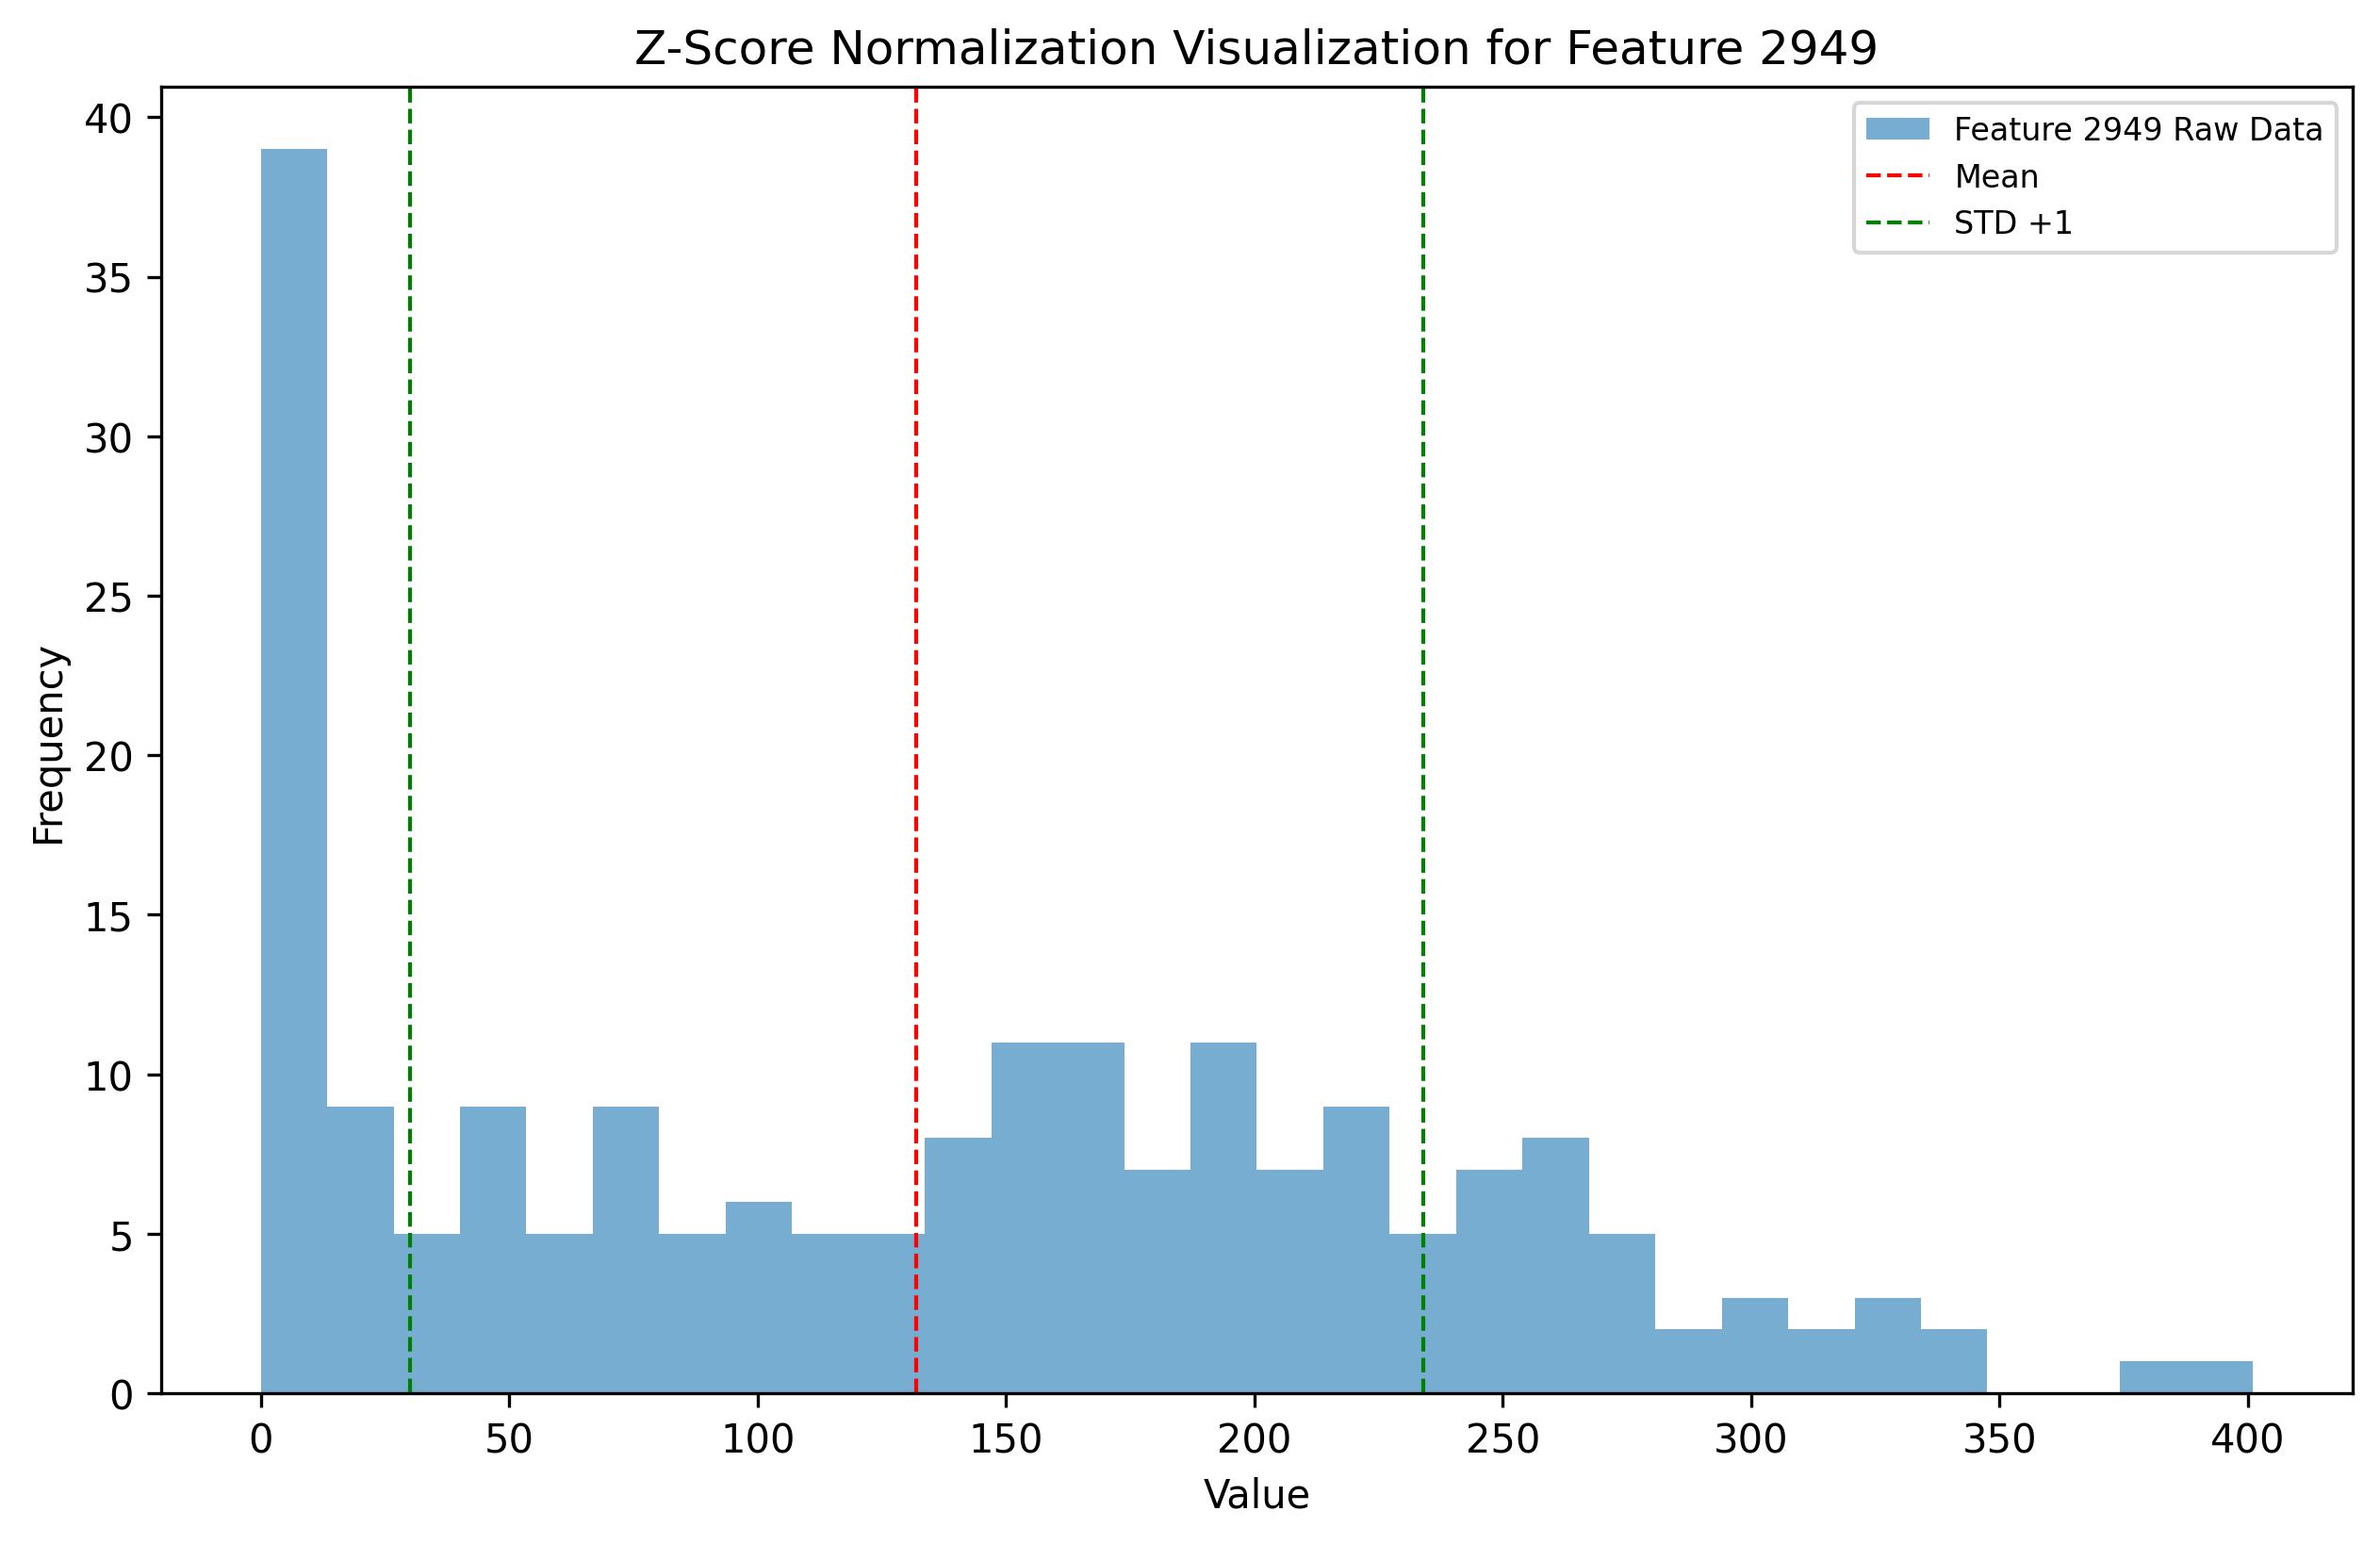 Z-Score Normalization Visualization for Feature 2949
Feature 2949 Raw Data
Mean
STD +1
Frequency
40
35
30
25
20
15
10
5
0
0 50 100 150 200 250 300 350 400
Value